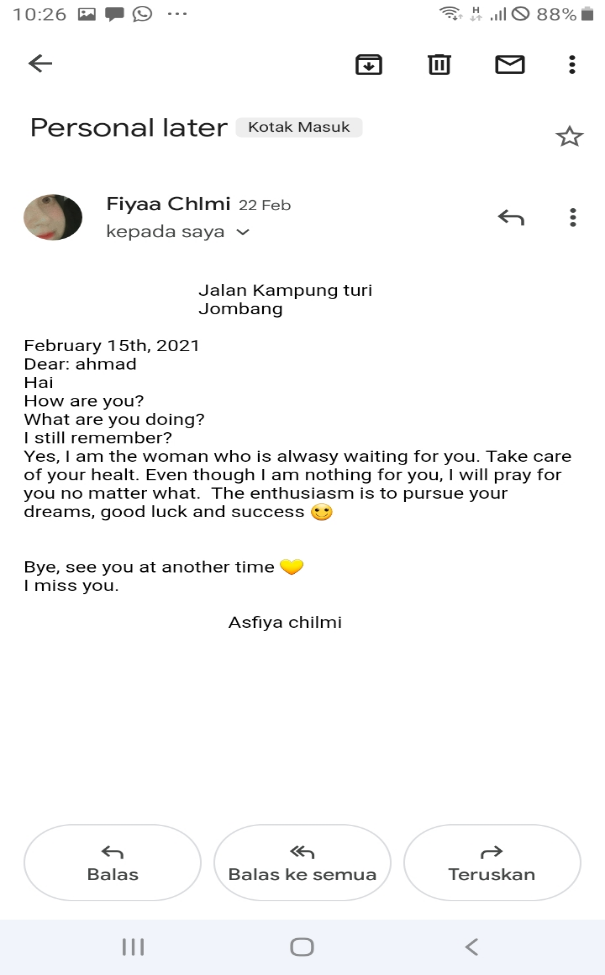 10:26 88%
Personal later Kotak Masuk
Fiyaa Chlmi 22 Feb
kepada saya
Jalan Kampung turi
Jombang
February 15th, 2021
Dear: ahmad
Hai
How are you?
What are you doing?
I still remember?
Yes, I am the woman who is alwasy waiting for you. Take care
of your healt. Even though I am nothing for you, I will pray for
you no matter what.  The enthusiasm is to pursue your
dreams, good luck and success 😊
Bye, see you at another time 💛
I miss you.
Asfiya chilmi
Balas Balas ke semua Teruskan